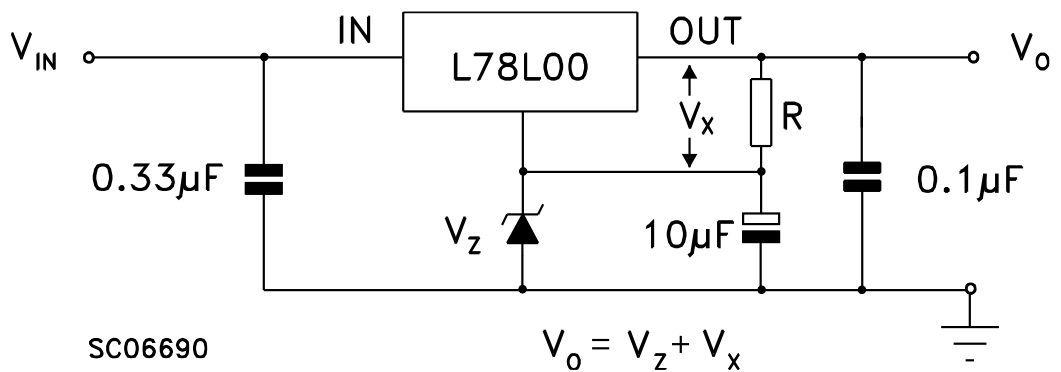 V_IN
IN
L78L00
OUT
V_O
V_X
R
0.33µF
V_Z
10µF
0.1µF
SC06690
V_O = V_Z + V_X